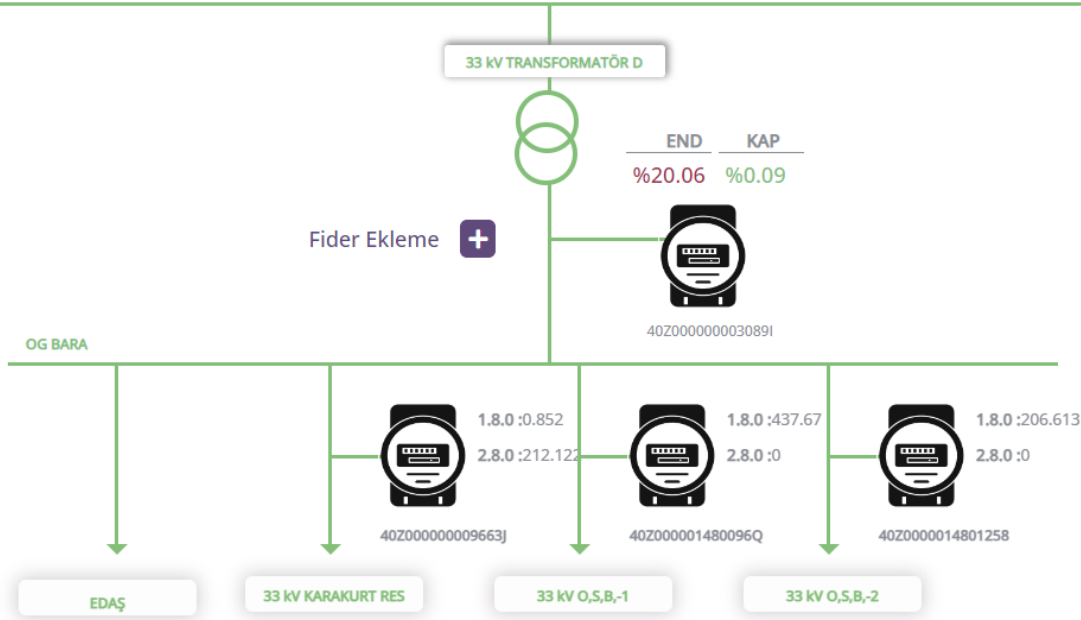 33 kV TRANSFORMATÖR D
END KAP
%20.06 %0.09
Fider Ekleme
40Z000000003089I
OG BARA
1.8.0 :0.852
2.8.0 :212.122
40Z000000009663J
1.8.0 :437.67
2.8.0 :0
40Z000001480096Q
1.8.0 :206.613
2.8.0 :0
40Z0000014801258
EDAŞ
33 kV KARAKURT RES
33 kV O,S,B,-1
33 kV O,S,B,-2